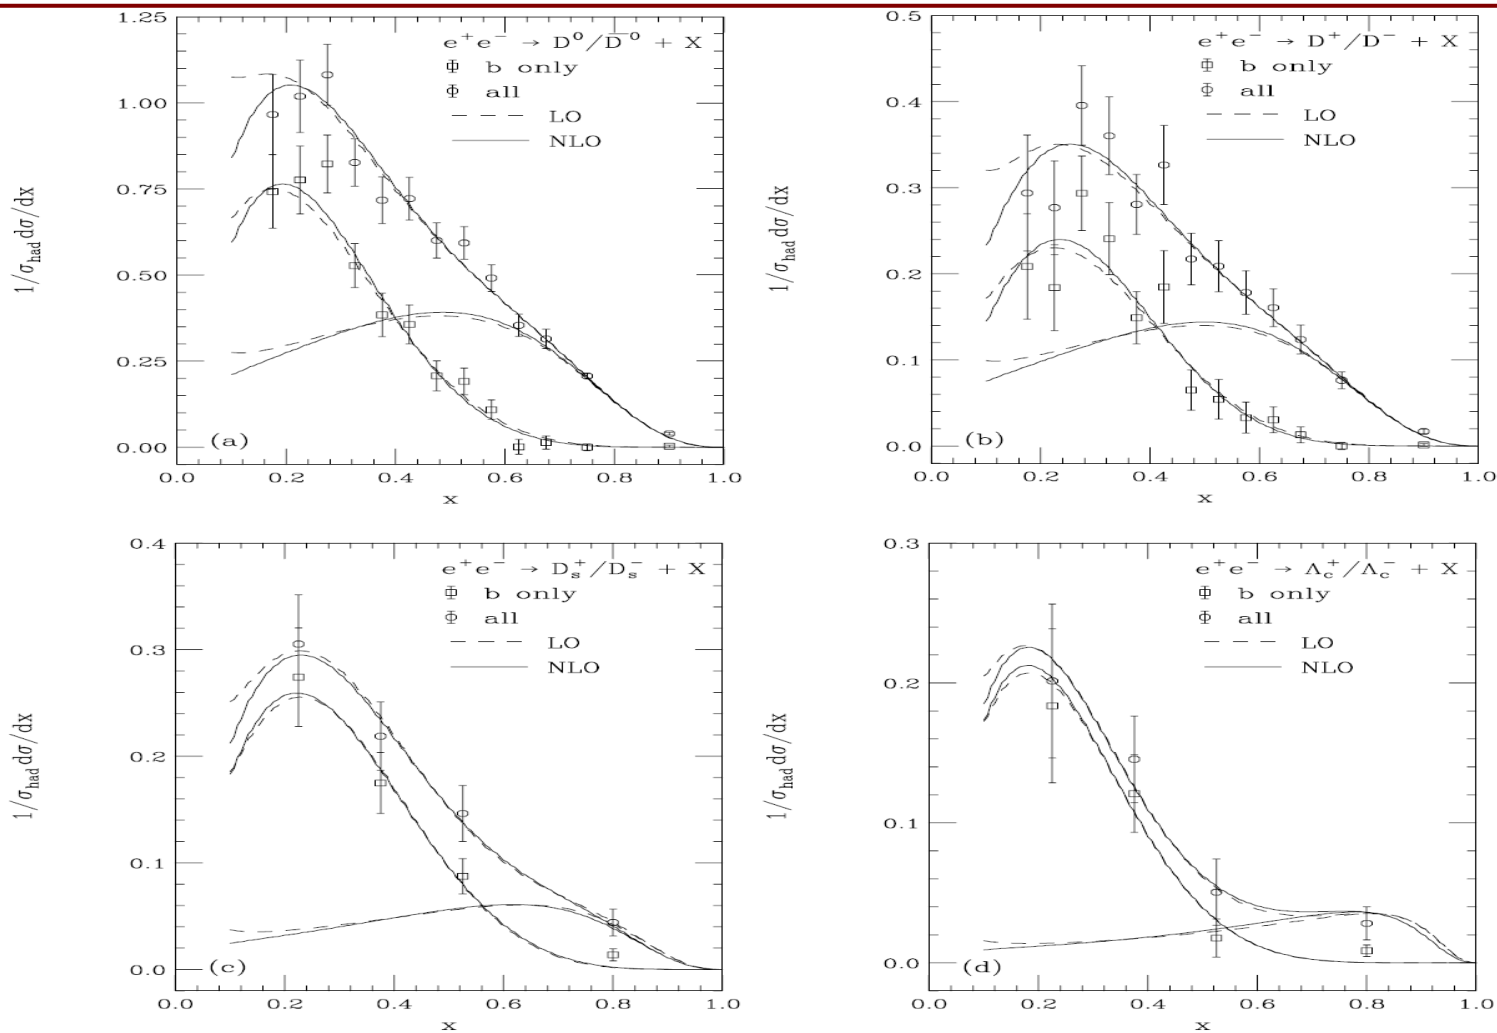 1.25
1.00
0.75
0.50
0.25
0.00
1/σ_had dσ/dx
e⁺e⁻ → D⁰/D̅⁰ + X
b only
all
LO
NLO
(a)
0.0 0.2 0.4 0.6 0.8 1.0
x
0.5
0.4
0.3
0.2
0.1
0.0
1/σ_had dσ/dx
e⁺e⁻ → D⁺/D⁻ + X
b only
all
LO
NLO
(b)
0.0 0.2 0.4 0.6 0.8 1.0
x
0.4
0.3
0.2
0.1
0.0
1/σ_had dσ/dx
e⁺e⁻ → D_s⁺/D_s⁻ + X
b only
all
LO
NLO
(c)
0.0 0.2 0.4 0.6 0.8 1.0
x
0.3
0.2
0.1
0.0
1/σ_had dσ/dx
e⁺e⁻ → Λ_c⁺/Λ_c⁻ + X
b only
all
LO
NLO
(d)
0.0 0.2 0.4 0.6 0.8 1.0
x